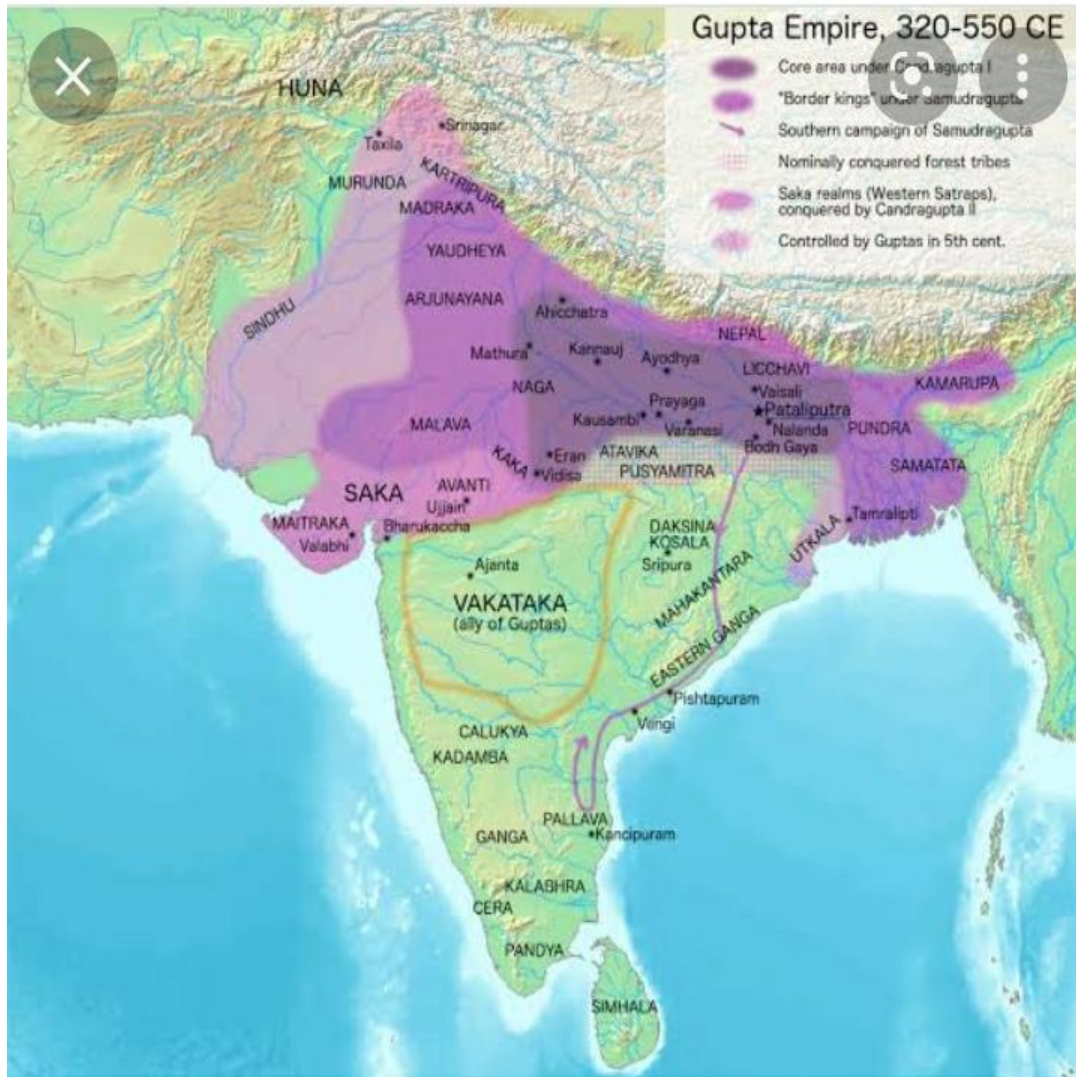 Gupta Empire, 320-550 CE
Core area under Candragupta I
"Border kings" under Samudragupta
Southern campaign of Samudragupta
Nominally conquered forest tribes
Saka realms (Western Satraps),
conquered by Candragupta II
Controlled by Guptas in 5th cent.
HUNA
Srinagar
Taxila
MURUNDA
KARTRIPURA
MADRAKA
YAUDHEYA
ARJUNAYANA
SINDHU
Ahicchatra
NEPAL
Mathura
Kannauj
Ayodhya
LICCHAVI
KAMARUPA
NAGA
Vaisali
Prayaga
Pataliputra
Kausambi
Varanasi
Nalanda
MALAVA
PUNDRA
Bodh Gaya
Eran
ATAVIKA
KAKA
Vidisa
PUSYAMITRA
SAMATATA
SAKA
AVANTI
Ujjain
MAITRAKA
Valabhi
Bharukaccha
Tamralipti
UTKALA
DAKSINA
KOSALA
Sripura
Ajanta
MAHAKANTARA
VAKATAKA
(ally of Guptas)
EASTERN GANGA
Pishtapuram
Vengi
CALUKYA
KADAMBA
PALLAVA
Kancipuram
GANGA
KALABHRA
CERA
PANDYA
SIMHALA